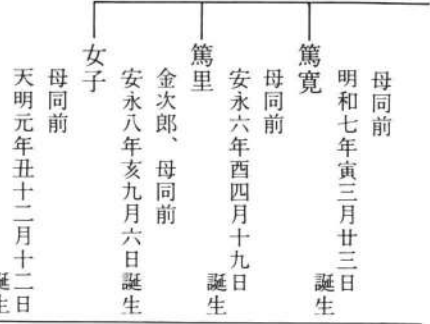 母同前
明和七年寅三月廿三日
誕生
篤寛
母同前
安永六年酉四月十九日
誕生
篤里
金次郎、母同前
安永八年亥九月六日誕生
女子
母同前
天明元年丑十二月十二日
誕生